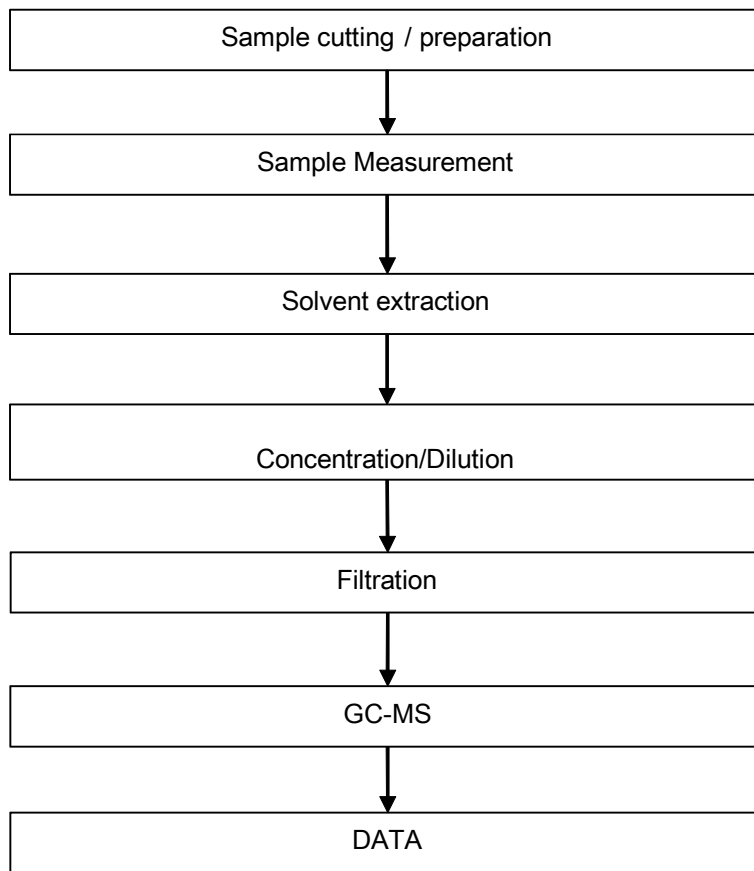 Sample cutting / preparation
Sample Measurement
Solvent extraction
Concentration/Dilution
Filtration
GC-MS
DATA